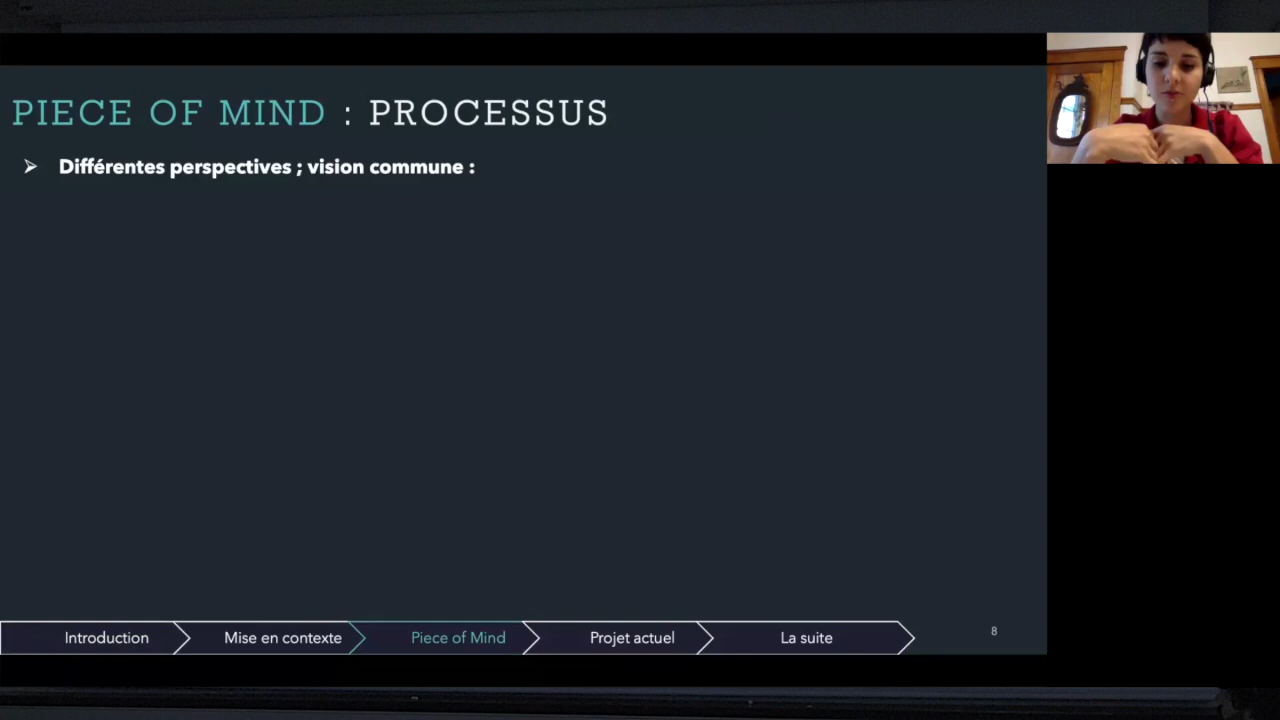 PIECE OF MIND : PROCESSUS
Différentes perspectives ; vision commune :
Introduction
Mise en contexte
Piece of Mind
Projet actuel
La suite
8